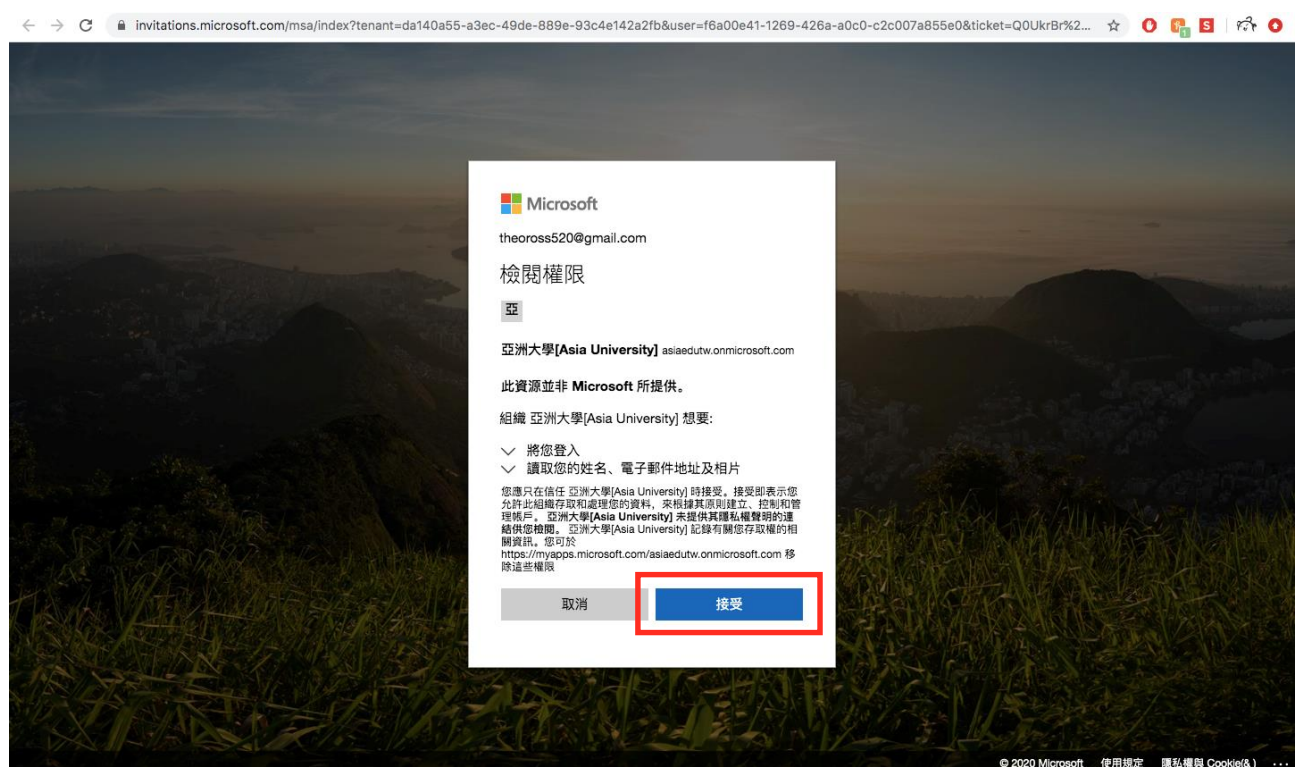 invitations.microsoft.com/msa/index?tenant=da140a55-a3ec-49de-889e-93c4e142a2fb&user=f6a00e41-1269-426a-a0c0-c2c007a855e0&ticket=Q0UkrBr%2...
Microsoft
theoross520@gmail.com
檢閱權限
亞
亞洲大學[Asia University] asiaedutw.onmicrosoft.com
此資源並非 Microsoft 所提供。
組織 亞洲大學[Asia University] 想要:
將您登入
讀取您的姓名、電子郵件地址及相片
您應只在信任 亞洲大學[Asia University] 時接受。接受即表示您
允許此組織存取和處理您的資料，來根據其原則建立、控制和管
理帳戶。 亞洲大學[Asia University] 未提供其隱私權聲明的連
結供您檢閱。 亞洲大學[Asia University] 記錄有關您存取權的相
關資訊。您可於
https://myapps.microsoft.com/asiaedutw.onmicrosoft.com 移
除這些權限
取消 接受
© 2020 Microsoft 使用規定 隱私權與 Cookie(&) ...